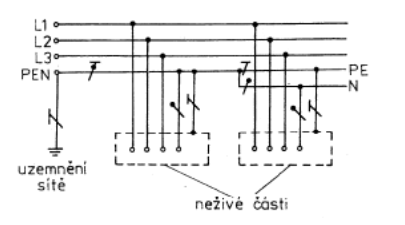 L1
L2
L3
PEN
PE
N
uzemnění
sítě
neživé části